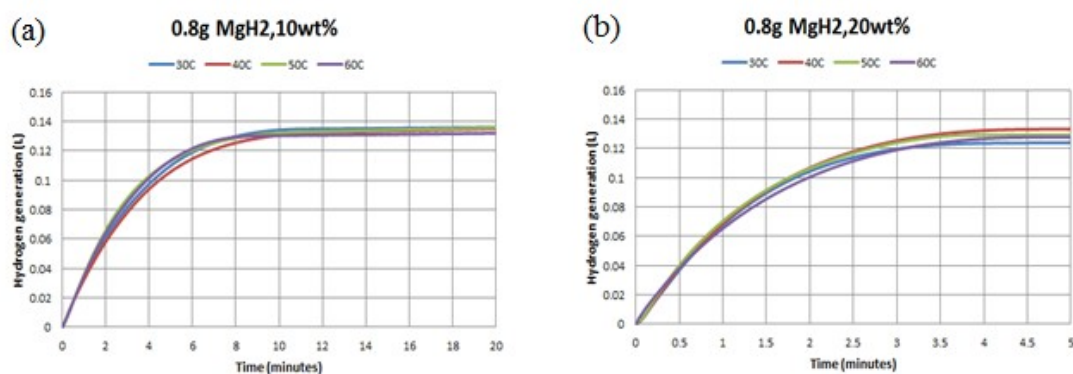 (a)
0.8g MgH2,10wt%
30C 40C 50C 60C
Hydrogen generation (L)
0.16
0.14
0.12
0.1
0.08
0.06
0.04
0.02
0
0 2 4 6 8 10 12 14 16 18 20
Time (minutes)
(b)
0.8g MgH2,20wt%
30C 40C 50C 60C
Hydrogen generation (L)
0.16
0.14
0.12
0.1
0.08
0.06
0.04
0.02
0
0 0.5 1 1.5 2 2.5 3 3.5 4 4.5 5
Time (minutes)